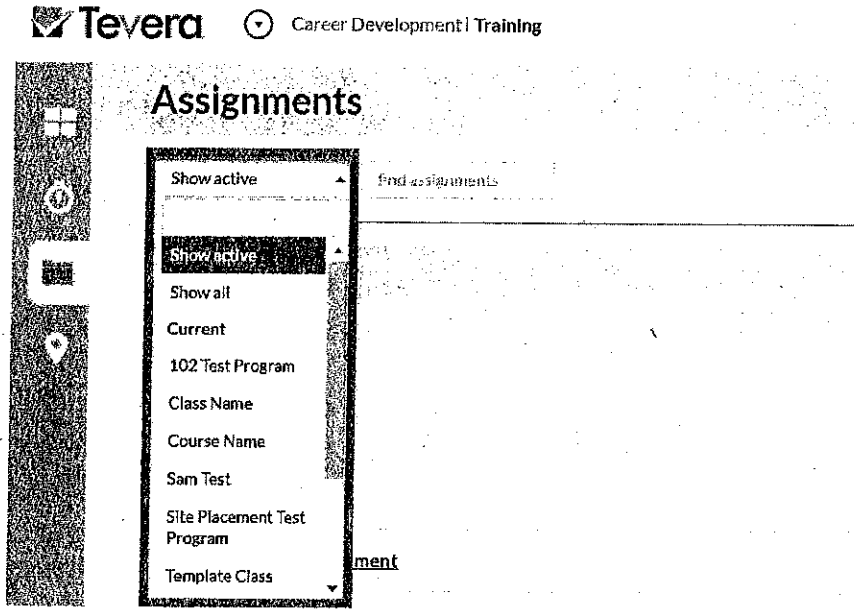 Tevera
Career Development | Training
Assignments
Show active
find assignments
Show active
Show all
Current
102 Test Program
Class Name
Course Name
Sam Test
Site Placement Test
Program
ment
Template Class